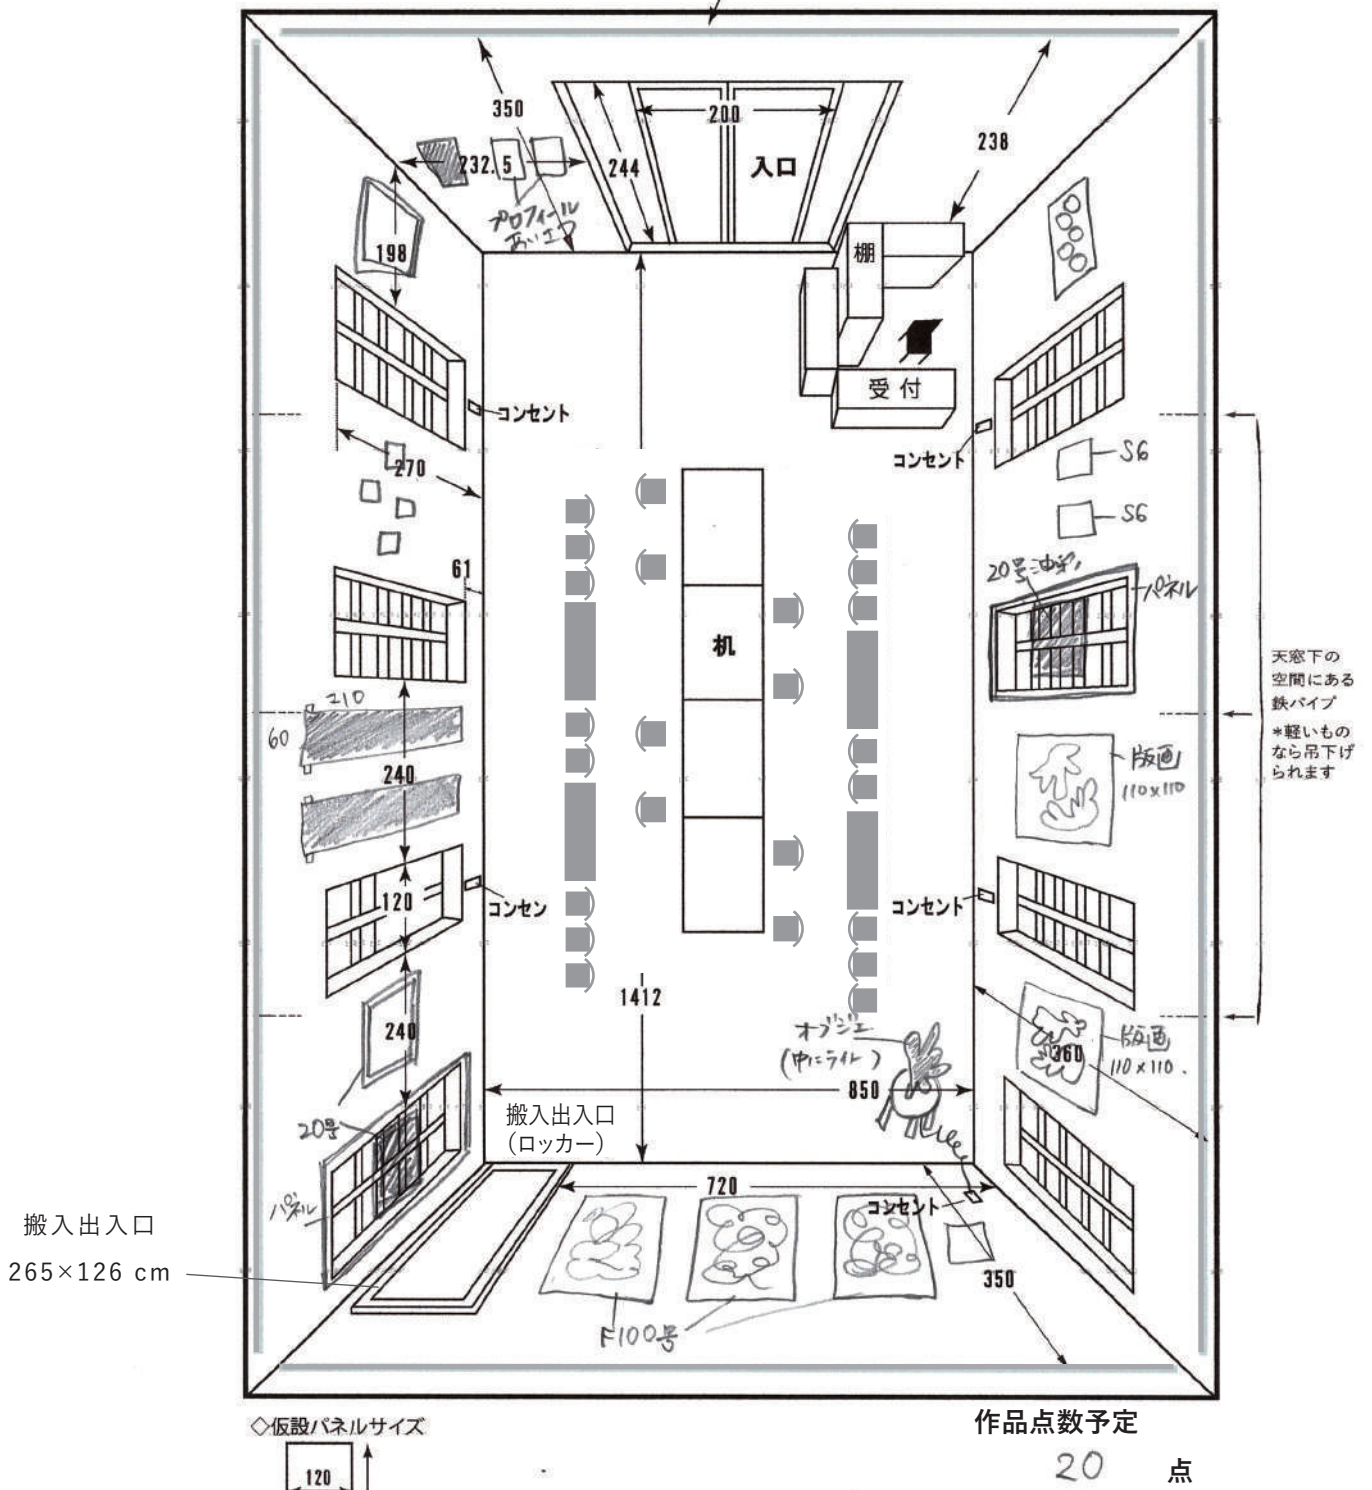 350
200
238
232.5
244
入口
プロフィール
あいさつ
198
棚
受付
コンセント
コンセント
270
S6
S6
61
20号油彩
パネル
机
天窓下の
空間にある
鉄パイプ
*軽いもの
なら吊下げ
られます
210
60
240
版画
110×110
120
コンセン
コンセント
240
1412
オブジェ
(中にライト)
360
版画
110×110.
850
搬入出入口
(ロッカー)
20号
パネル
720
コンセント
搬入出入口
265×126 cm
350
F100号
◇仮設パネルサイズ
120
作品点数予定
20 点